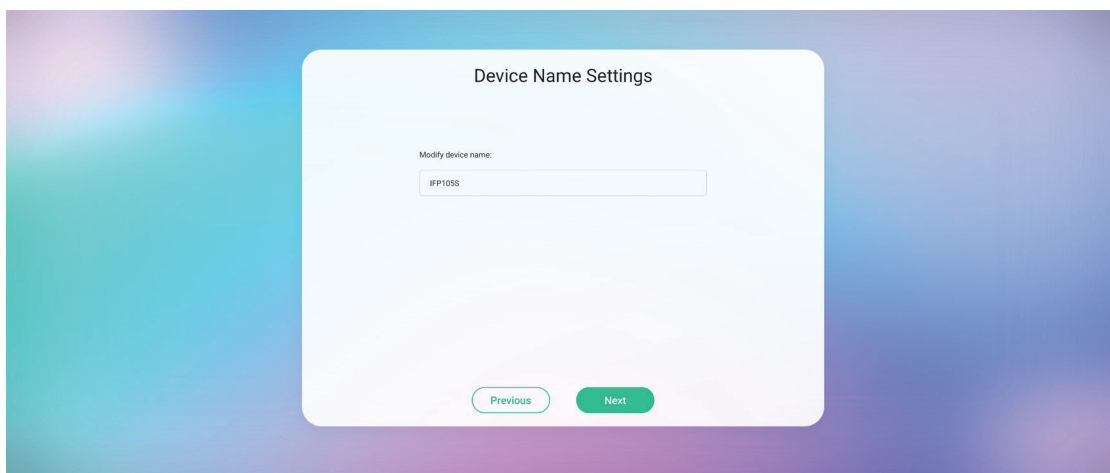 Device Name Settings
Modify device name:
IFP105S
Previous
Next